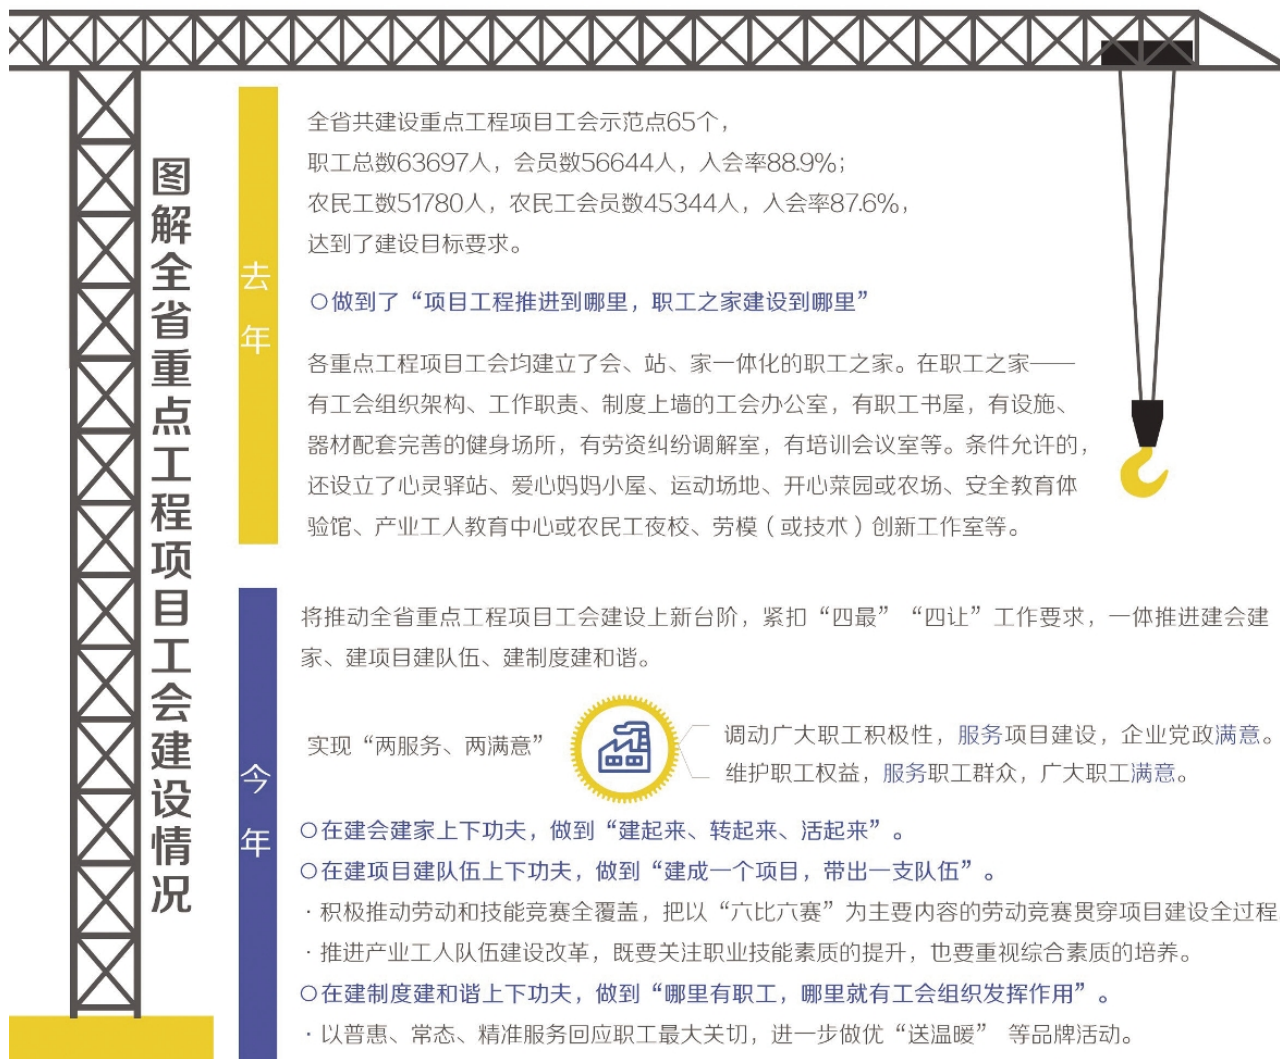 图解全省重点工程项目工会建设情况
去年
全省共建设重点工程项目工会示范点65个，
职工总数63697人，会员数56644人，入会率88.9%；
农民工数51780人，农民工会员数45344人，入会率87.6%，
达到了建设目标要求。
○做到了“项目工程推进到哪里，职工之家建设到哪里”
各重点工程项目工会均建立了会、站、家一体化的职工之家。在职工之家——
有工会组织架构、工作职责、制度上墙的工会办公室，有职工书屋，有设施、
器材配套完善的健身场所，有劳资纠纷调解室，有培训会议室等。条件允许的，
还设立了心灵驿站、爱心妈妈小屋、运动场地、开心菜园或农场、安全教育体
验馆、产业工人教育中心或农民工夜校、劳模（或技术）创新工作室等。
今年
将推动全省重点工程项目工会建设上新台阶，紧扣“四最”“四让”工作要求，一体推进建会建
家、建项目建队伍、建制度建和谐。
实现“两服务、两满意”
调动广大职工积极性，服务项目建设，企业党政满意。
维护职工权益，服务职工群众，广大职工满意。
○在建会建家上下功夫，做到“建起来、转起来、活起来”。
○在建项目建队伍上下功夫，做到“建成一个项目，带出一支队伍”。
·积极推动劳动和技能竞赛全覆盖，把以“六比六赛”为主要内容的劳动竞赛贯穿项目建设全过程
·推进产业工人队伍建设改革，既要关注职业技能素质的提升，也要重视综合素质的培养。
○在建制度建和谐上下功夫，做到“哪里有职工，哪里就有工会组织发挥作用”。
·以普惠、常态、精准服务回应职工最大关切，进一步做优“送温暖” 等品牌活动。